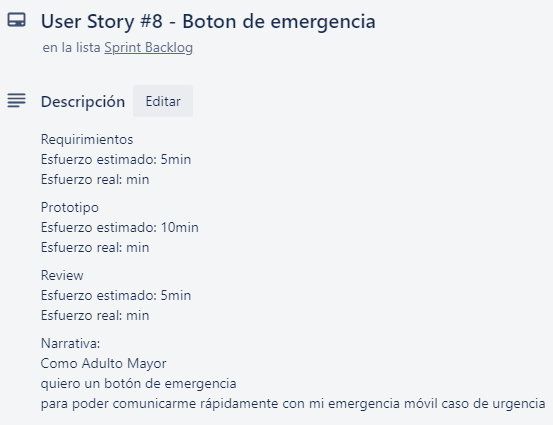 User Story #8 - Boton de emergencia
en la lista Sprint Backlog
Descripción Editar
Requirimientos
Esfuerzo estimado: 5min
Esfuerzo real: min
Prototipo
Esfuerzo estimado: 10min
Esfuerzo real: min
Review
Esfuerzo estimado: 5min
Esfuerzo real: min
Narrativa:
Como Adulto Mayor
quiero un botón de emergencia
para poder comunicarme rápidamente con mi emergencia móvil caso de urgencia